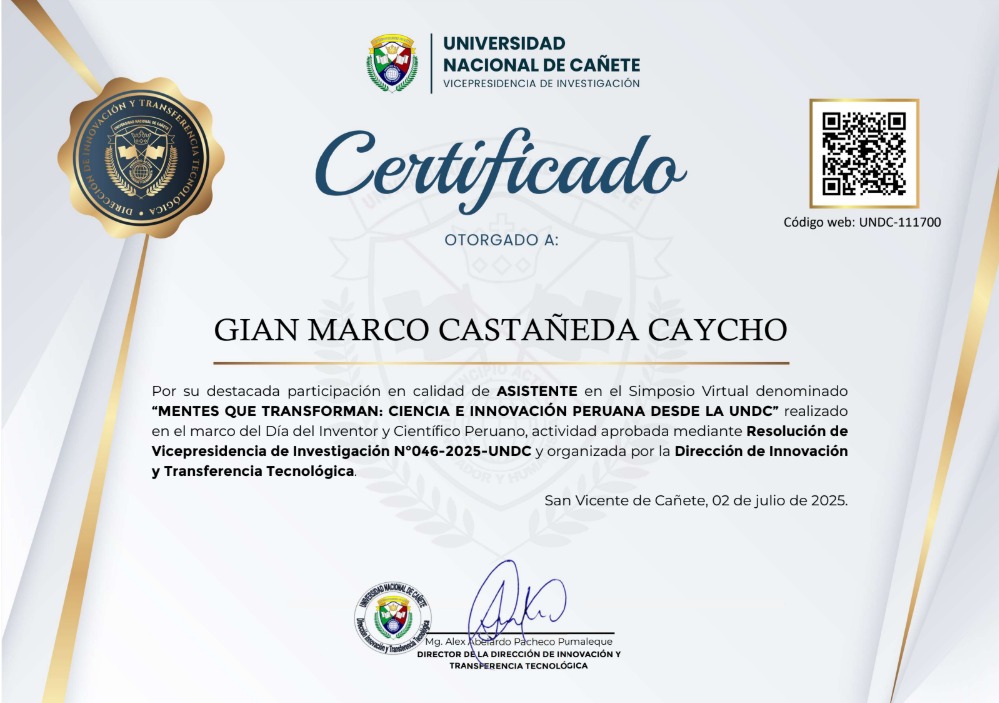 UNIVERSIDAD
NACIONAL DE CAÑETE
VICEPRESIDENCIA DE INVESTIGACIÓN
DIRECCIÓN DE INNOVACIÓN Y TRANSFERENCIA TECNOLÓGICA
UNIVERSIDAD NACIONAL DE CAÑETE
Certificado
Código web: UNDC-111700
OTORGADO A:
GIAN MARCO CASTAÑEDA CAYCHO
Por su destacada participación en calidad de ASISTENTE en el Simposio Virtual denominado
“MENTES QUE TRANSFORMAN: CIENCIA E INNOVACIÓN PERUANA DESDE LA UNDC” realizado
en el marco del Día del Inventor y Científico Peruano, actividad aprobada mediante Resolución de
Vicepresidencia de Investigación N°046-2025-UNDC y organizada por la Dirección de Innovación
y Transferencia Tecnológica.
San Vicente de Cañete, 02 de julio de 2025.
UNIVERSIDAD NACIONAL DE CAÑETE
Dirección Innovación y Transferencia Tecnológica
Mg. Alex Abelardo Pacheco Pumaleque
DIRECTOR DE LA DIRECCIÓN DE INNOVACIÓN Y
TRANSFERENCIA TECNOLÓGICA